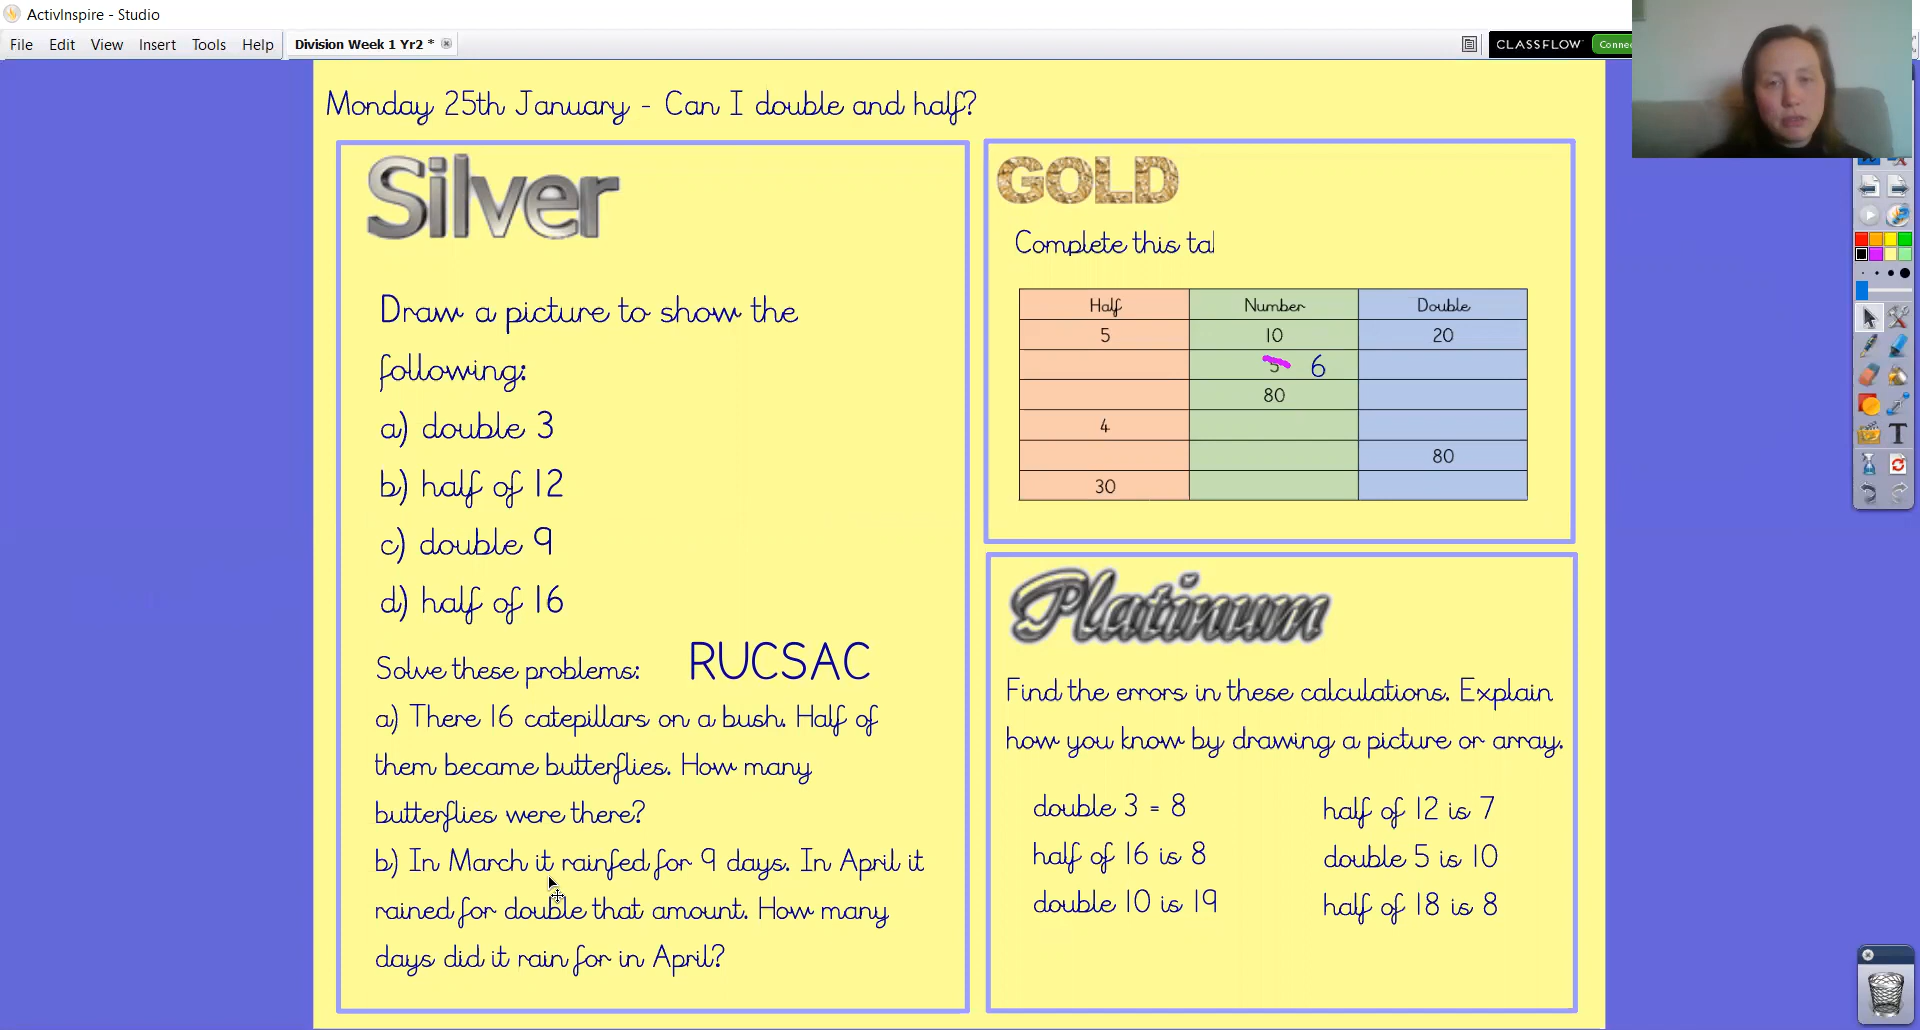 ActivInspire - Studio
File Edit View Insert Tools Help Division Week 1 Yr2 *
CLASSFLOW
Monday 25th January - Can I double and half?
Silver
Draw a picture to show the
following:
a) double 3
b) half of 12
c) double 9
d) half of 16
Solve these problems: RUCSAC
a) There 16 catepillars on a bush. Half of
them became butterflies. How many
butterflies were there?
b) In March it rainfed for 9 days. In April it
rained for double that amount. How many
days did it rain for in April?
GOLD
Complete this tal
Half Number Double
5 10 20
5 6
80
4
80
30
Platinum
Find the errors in these calculations. Explain
how you know by drawing a picture or array.
double 3 = 8 half of 12 is 7
half of 16 is 8 double 5 is 10
double 10 is 19 half of 18 is 8
T